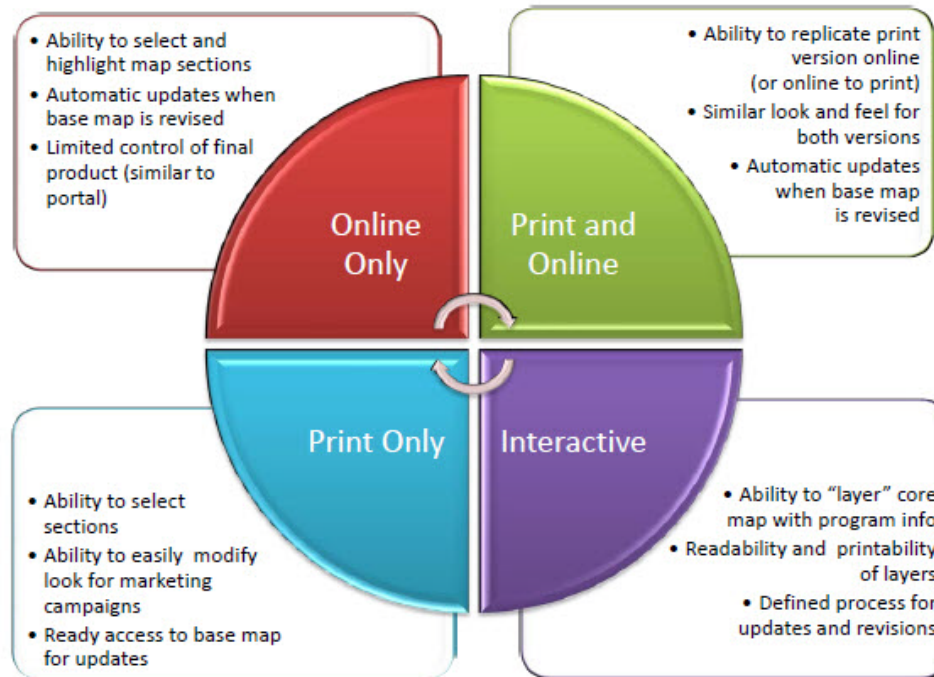 • Ability to select and
highlight map sections
• Automatic updates when
base map is revised
• Limited control of final
product (similar to
portal)
• Ability to replicate print
version online
(or online to print)
• Similar look and feel for
both versions
• Automatic updates
when base map
is revised
Online
Only
Print and
Online
Print Only
Interactive
• Ability to select
sections
• Ability to easily modify
look for marketing
campaigns
• Ready access to base map
for updates
• Ability to “layer” core
map with program info
• Readability and printability
of layers
• Defined process for
updates and revisions